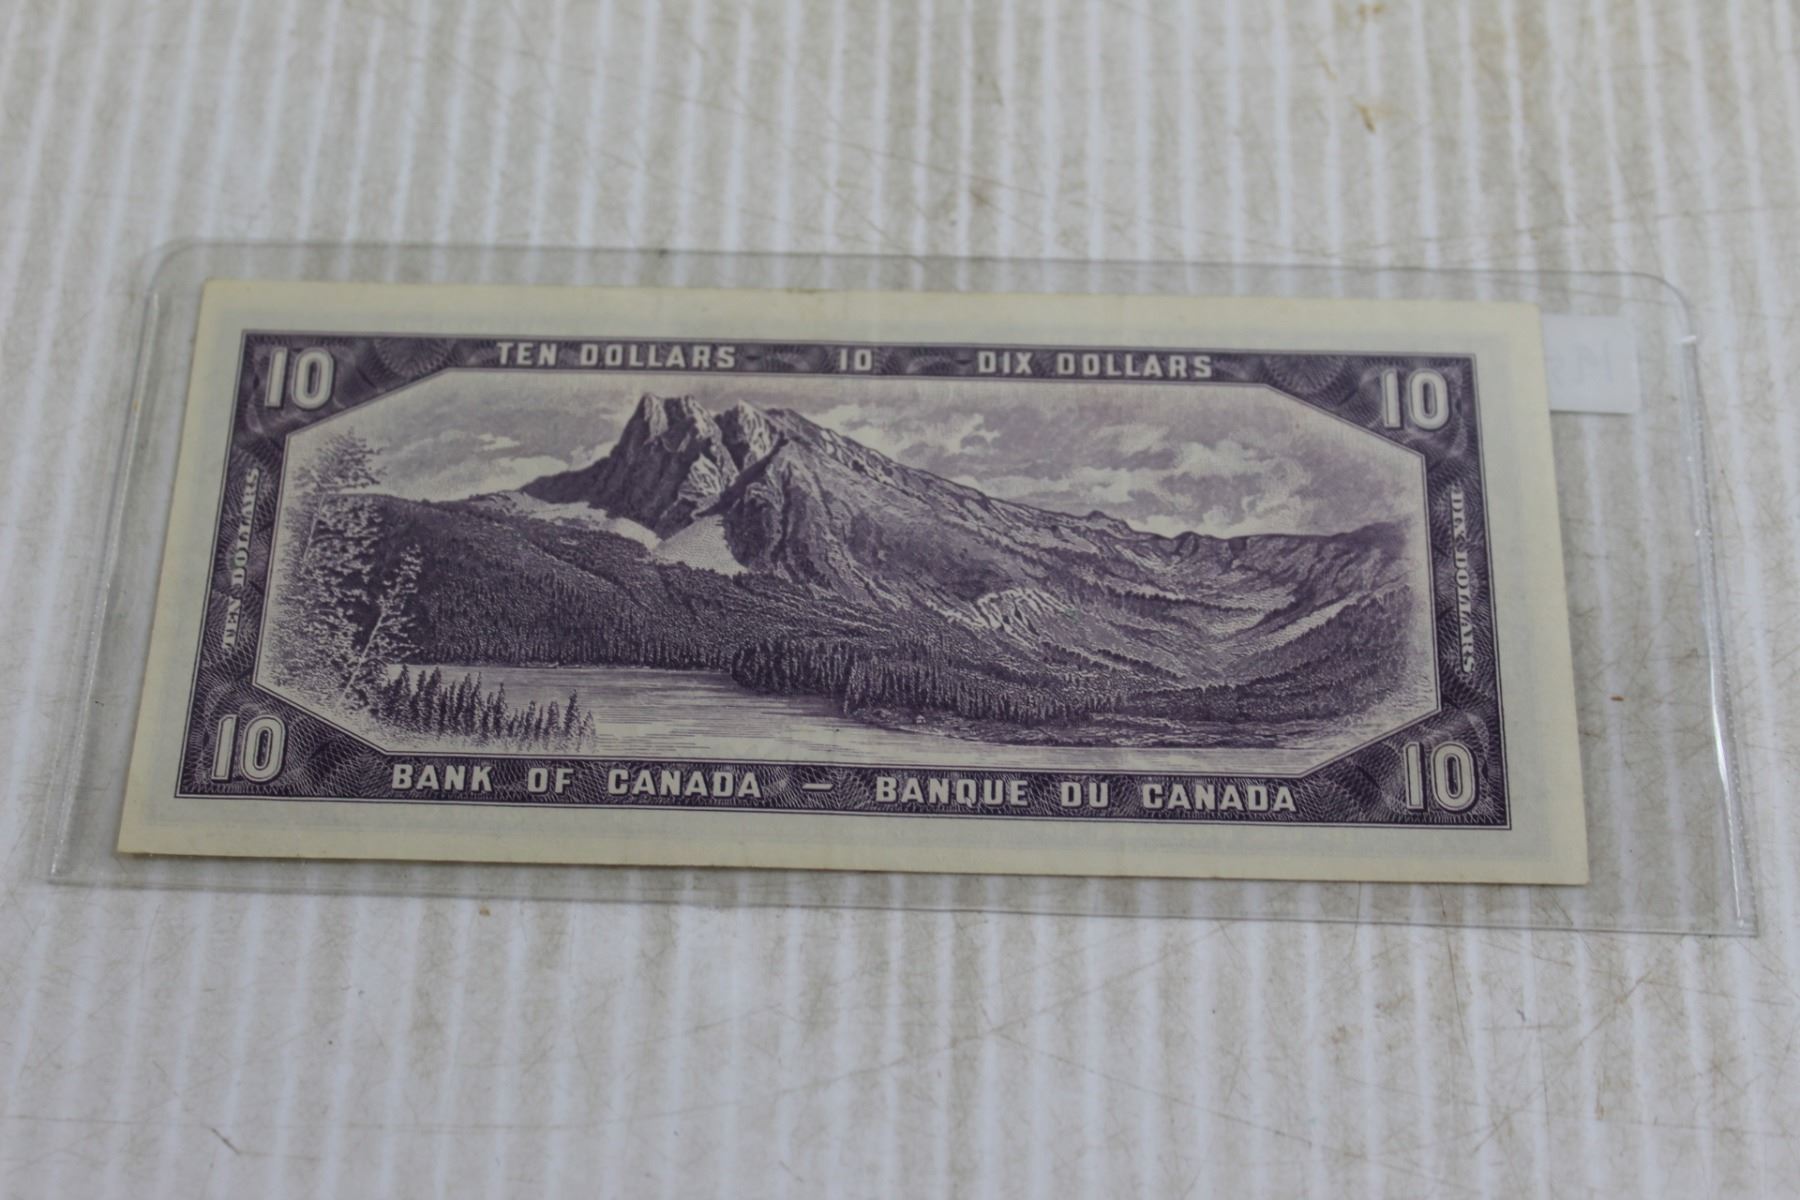 10 TEN DOLLARS 10 DIX DOLLARS 10
TEN DOLLARS
DIX DOLLARS
10 BANK OF CANADA — BANQUE DU CANADA 10